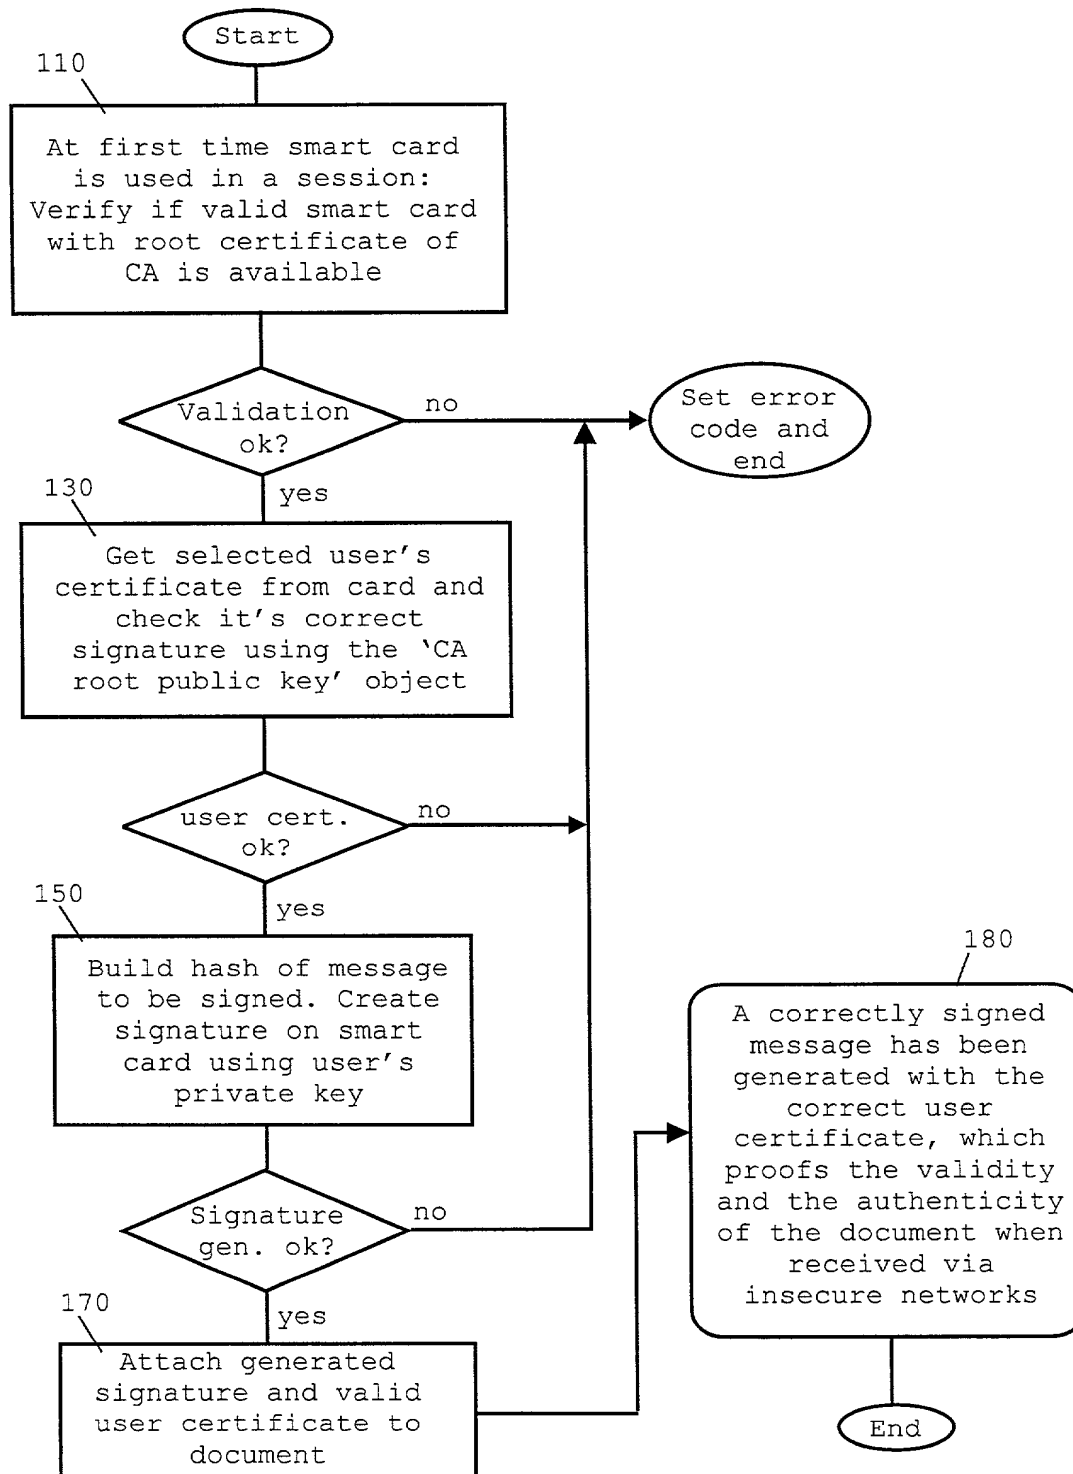 Start
110
At first time smart card
is used in a session:
Verify if valid smart card
with root certificate of
CA is available
Validation
ok?
no
Set error
code and
end
yes
130
Get selected user's
certificate from card and
check it's correct
signature using the 'CA
root public key' object
user cert.
ok?
no
yes
150
Build hash of message
to be signed. Create
signature on smart
card using user's
private key
Signature
gen. ok?
no
yes
170
Attach generated
signature and valid
user certificate to
document
180
A correctly signed
message has been
generated with the
correct user
certificate, which
proofs the validity
and the authenticity
of the document when
received via
insecure networks
End